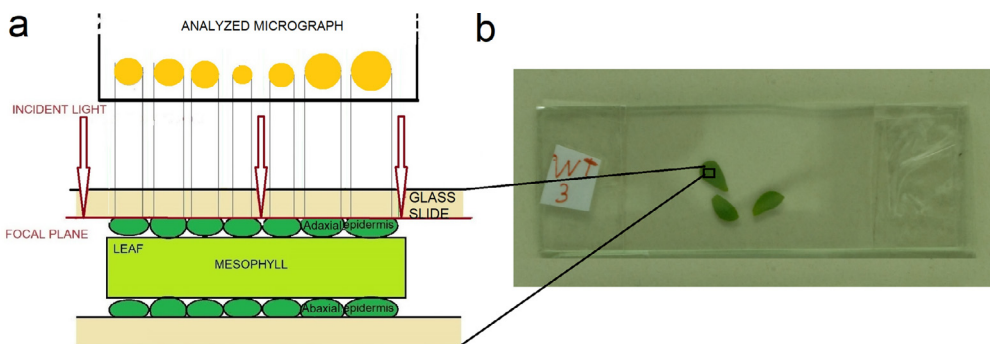 a
ANALYZED MICROGRAPH
INCIDENT LIGHT
GLASS
SLIDE
FOCAL PLANE
Adaxial epidermis
LEAF
MESOPHYLL
Abaxial epidermis
b
WT
3